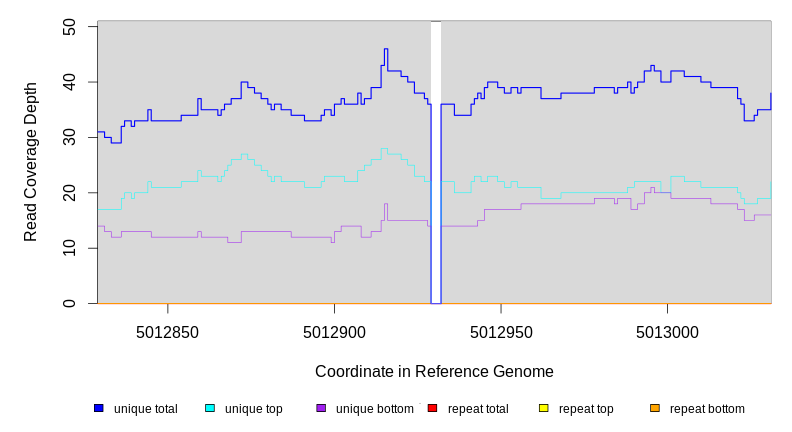 50
40
30
20
10
0
Read Coverage Depth
5012850 5012900 5012950 5013000
Coordinate in Reference Genome
unique total unique top unique bottom repeat total repeat top repeat bottom